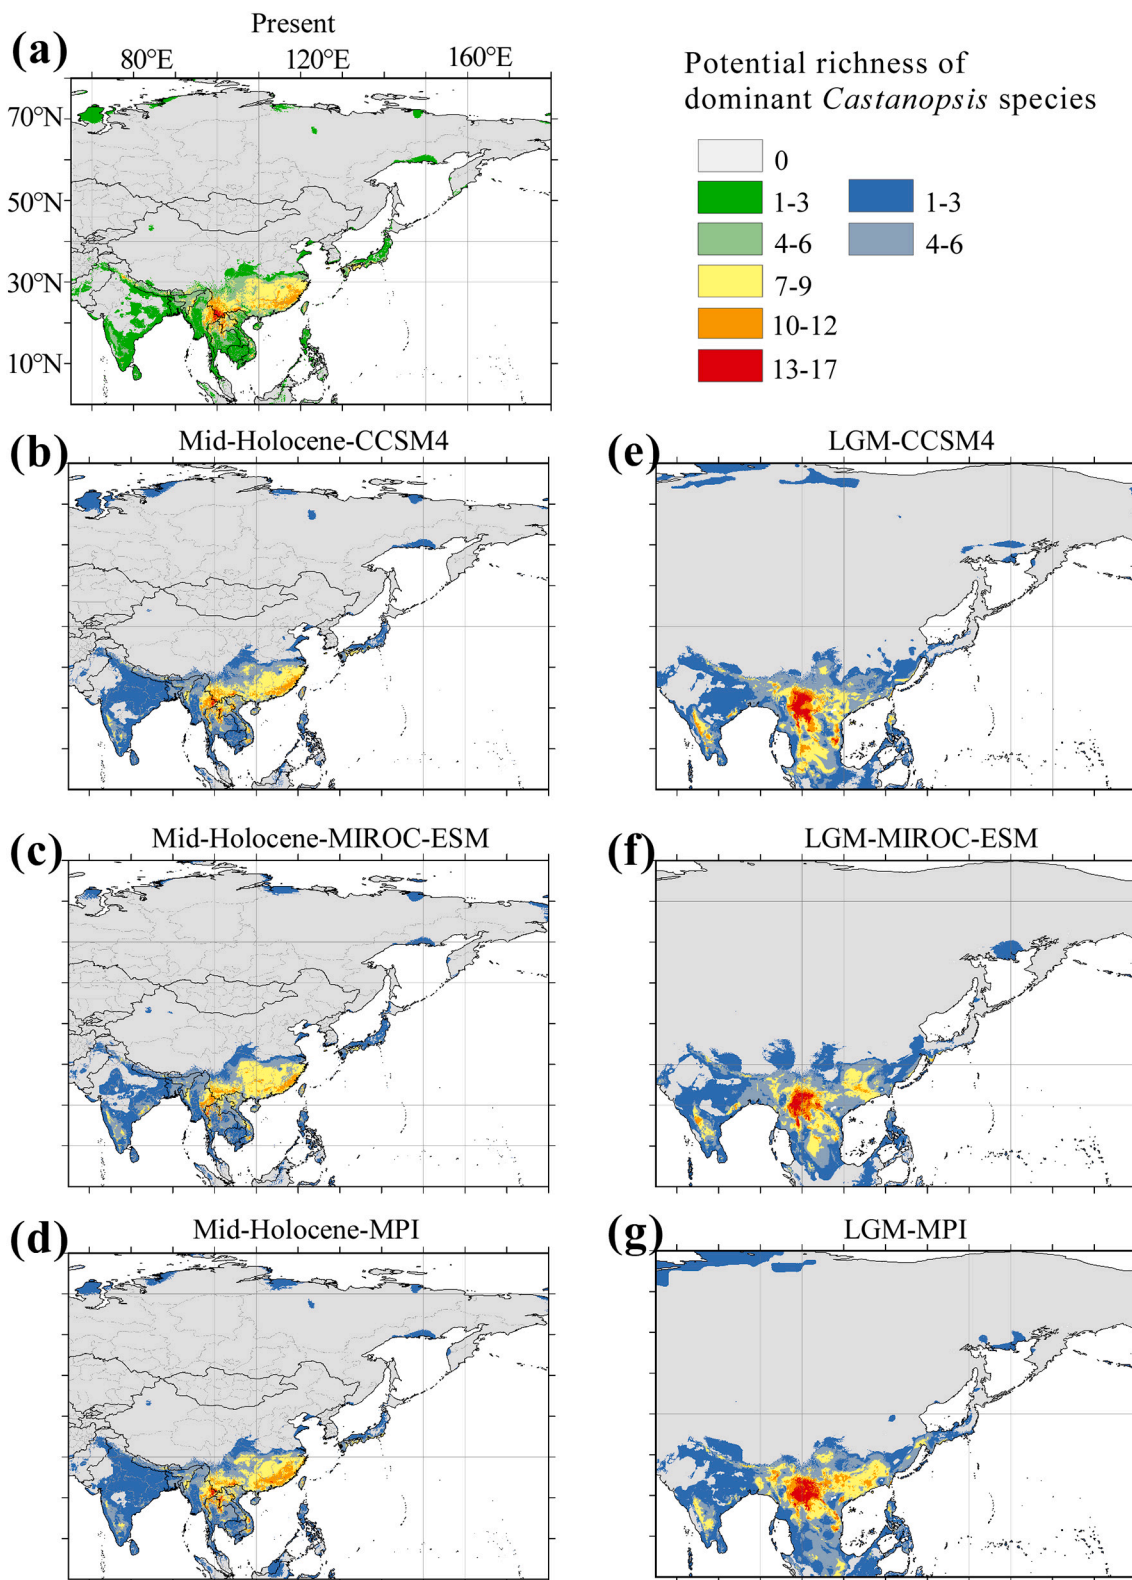 (a)
Present
80°E 120°E 160°E
70°N
50°N
30°N
10°N
Potential richness of
dominant Castanopsis species
0
1-3 1-3
4-6 4-6
7-9
10-12
13-17
(b) Mid-Holocene-CCSM4
(e) LGM-CCSM4
(c) Mid-Holocene-MIROC-ESM
(f) LGM-MIROC-ESM
(d) Mid-Holocene-MPI
(g) LGM-MPI